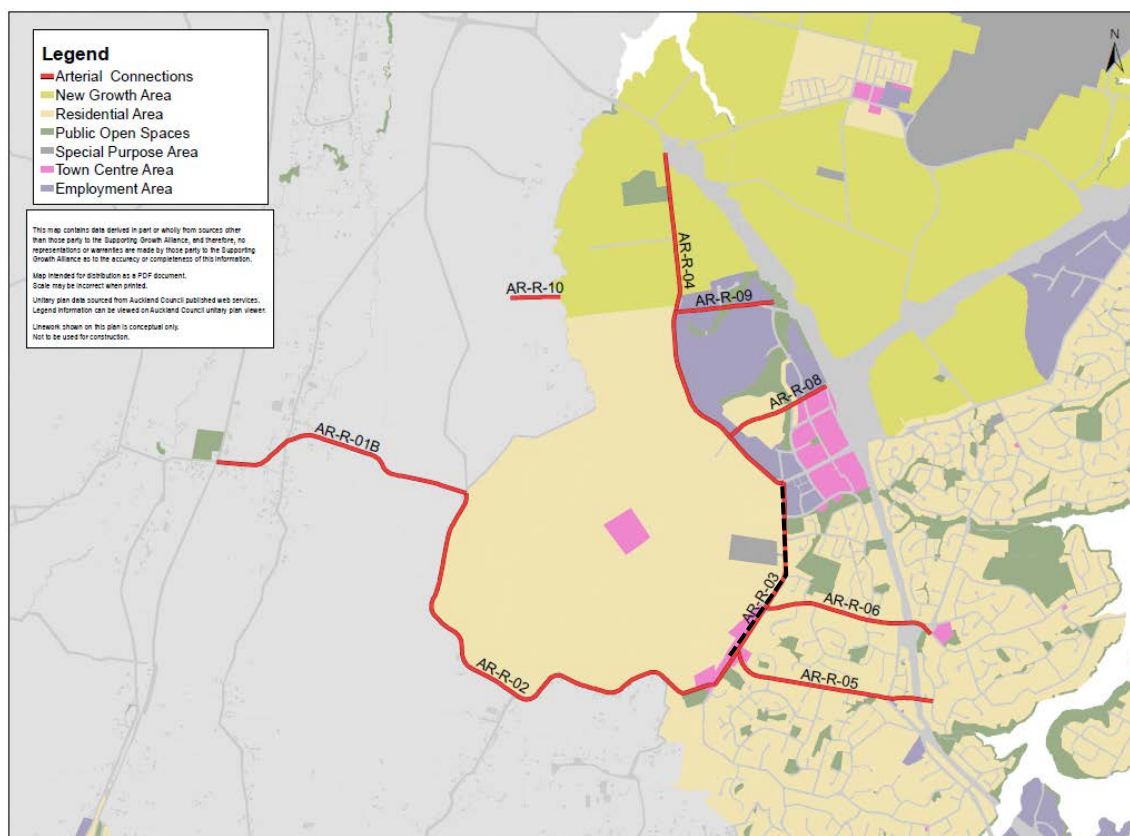 Legend
Arterial Connections
New Growth Area
Residential Area
Public Open Spaces
Special Purpose Area
Town Centre Area
Employment Area
This map contains data derived in part or wholly from sources other
than those party to the Supporting Growth Alliance, and therefore, no
representations or warranties are made by those party to the Supporting
Growth Alliance as to the accuracy or completeness of this information.
Map intended for distribution as a PDF document.
Scale may be incorrect when printed.
Unitary plan data sourced from Auckland Council published web services.
Legend information can be viewed on Auckland Council unitary plan viewer.
Linework shown on this plan is conceptual only.
Not to be used for construction.
N
AR-R-04
AR-R-10
AR-R-09
AR-R-08
AR-R-01B
AR-R-03
AR-R-06
AR-R-02
AR-R-05